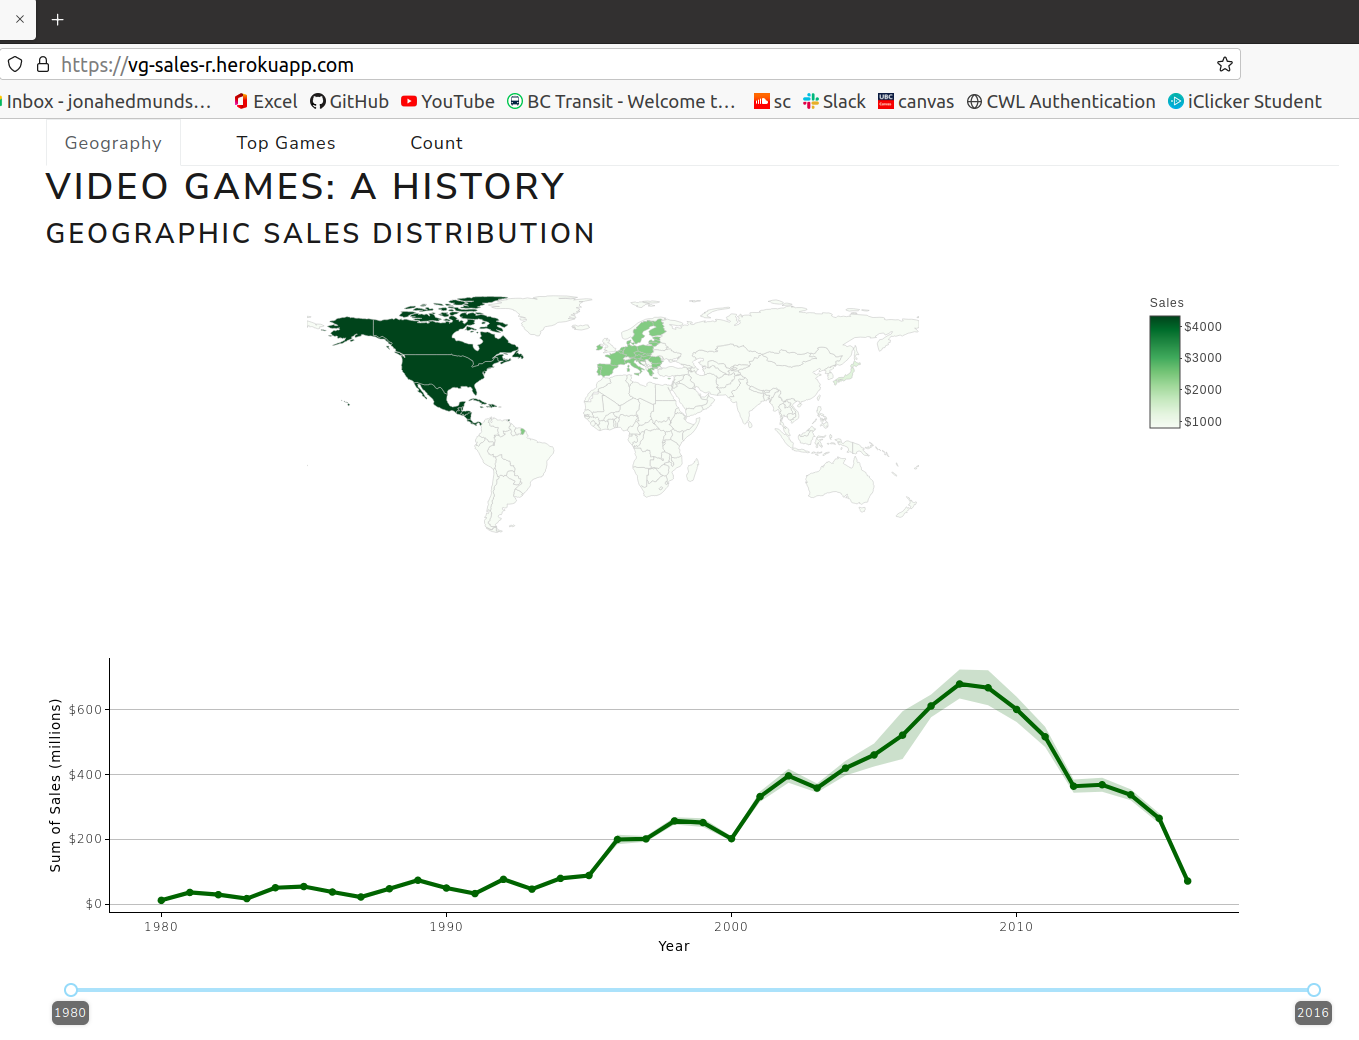 https://vg-sales-r.herokuapp.com
Inbox - jonahedmunds… Excel GitHub YouTube BC Transit - Welcome t… sc Slack UBC canvas CWL Authentication iClicker Student
Geography Top Games Count
VIDEO GAMES: A HISTORY
GEOGRAPHIC SALES DISTRIBUTION
Sales
$4000
$3000
$2000
$1000
Sum of Sales (millions)
$600
$400
$200
$0
1980 1990 2000 2010
Year
1980 2016